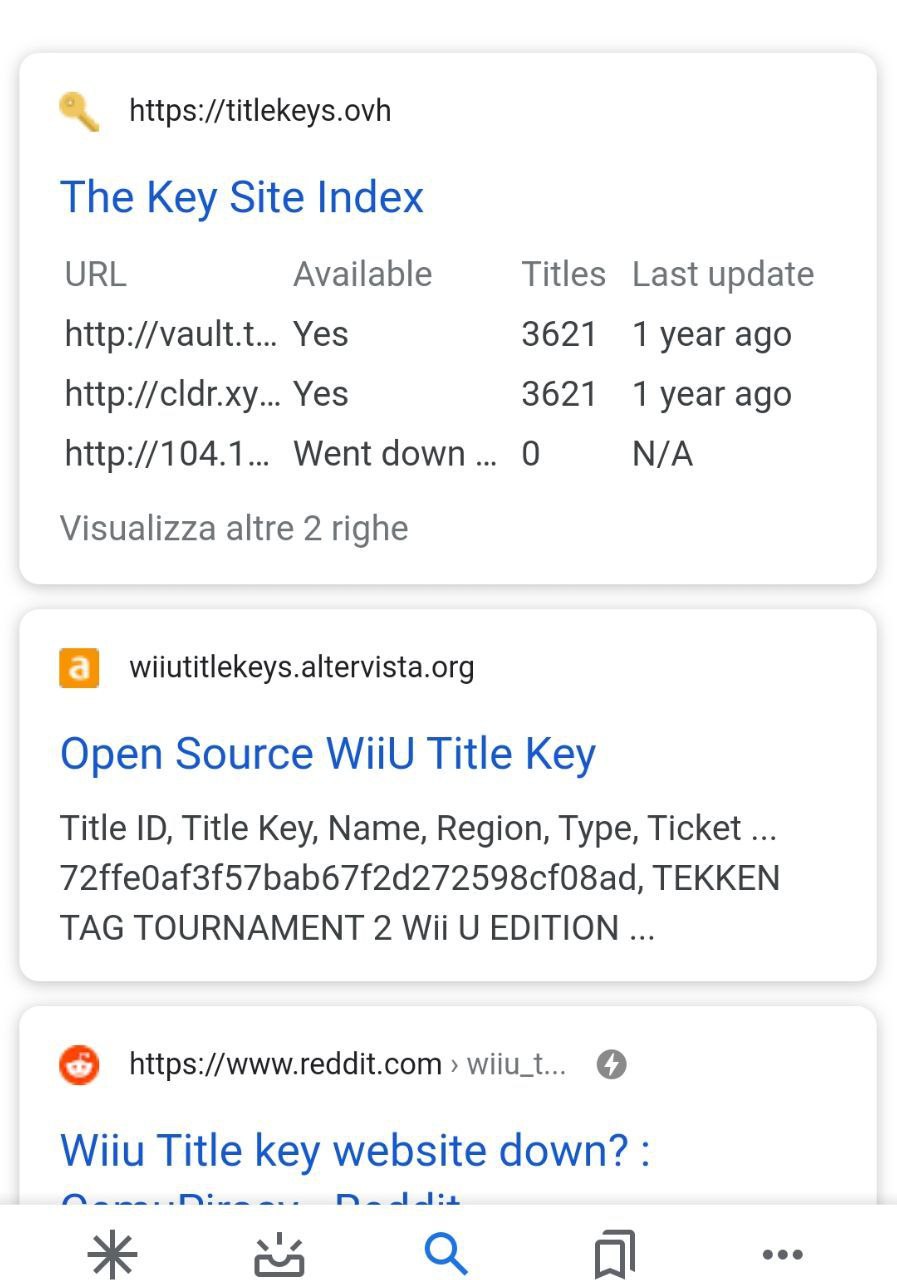 https://titlekeys.ovh
The Key Site Index
URL Available Titles Last update
http://vault.t... Yes 3621 1 year ago
http://cldr.xy... Yes 3621 1 year ago
http://104.1... Went down ... 0 N/A
Visualizza altre 2 righe
a wiiutitlekeys.altervista.org
Open Source WiiU Title Key
Title ID, Title Key, Name, Region, Type, Ticket ...
72ffe0af3f57bab67f2d272598cf08ad, TEKKEN
TAG TOURNAMENT 2 Wii U EDITION ...
https://www.reddit.com › wiiu_t...
Wiiu Title key website down? :